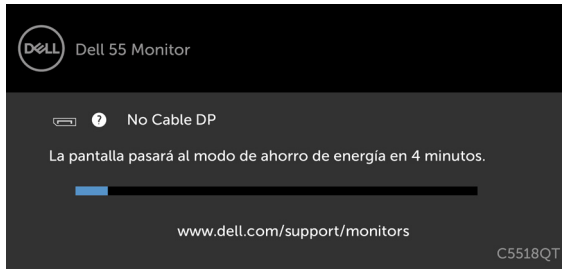 DELL
Dell 55 Monitor
? No Cable DP
La pantalla pasará al modo de ahorro de energía en 4 minutos.
www.dell.com/support/monitors
C5518QT